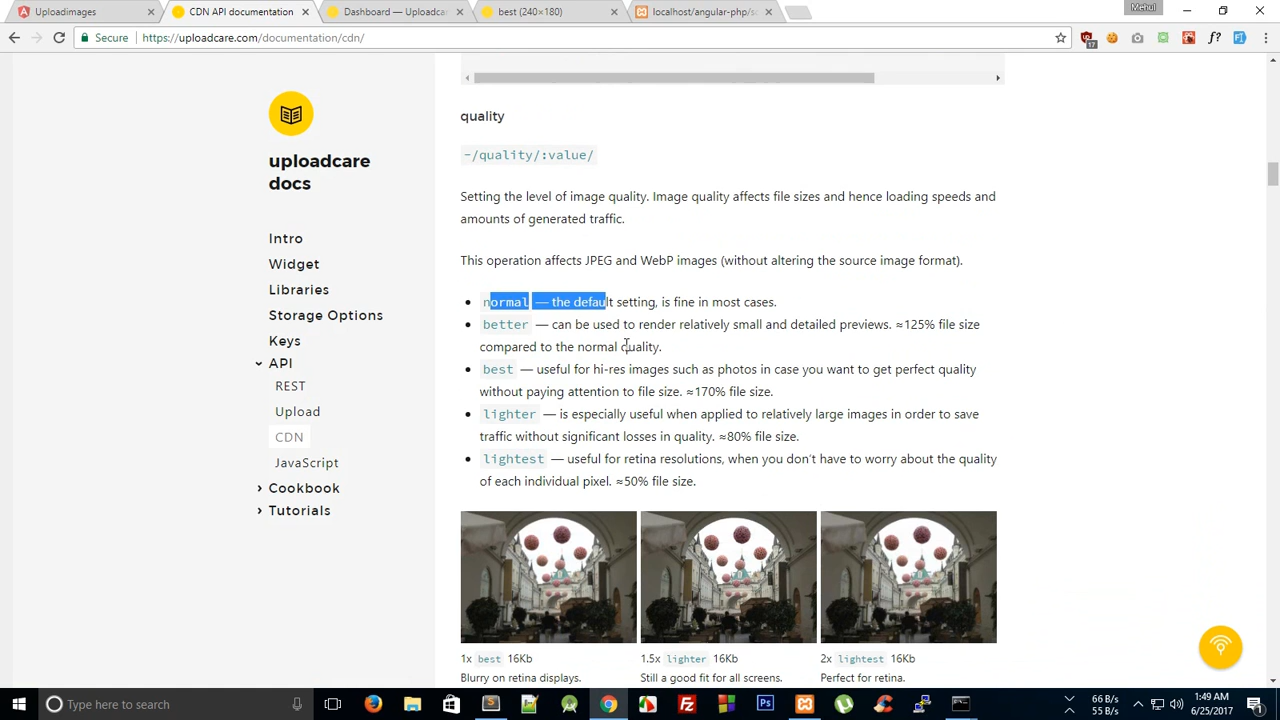 Uploadimages
CDN API documentation
Dashboard — Uploadca
best (240×180)
localhost/angular-php/s
Mehul
Secure
https://uploadcare.com/documentation/cdn/
17
f?
F1
uploadcare
docs
Intro
Widget
Libraries
Storage Options
Keys
API
REST
Upload
CDN
JavaScript
Cookbook
Tutorials
quality
-/quality/:value/
Setting the level of image quality. Image quality affects file sizes and hence loading speeds and
amounts of generated traffic.
This operation affects JPEG and WebP images (without altering the source image format).
normal — the default setting, is fine in most cases.
better — can be used to render relatively small and detailed previews. ≈125% file size
compared to the normal quality.
best — useful for hi-res images such as photos in case you want to get perfect quality
without paying attention to file size. ≈170% file size.
lighter — is especially useful when applied to relatively large images in order to save
traffic without significant losses in quality. ≈80% file size.
lightest — useful for retina resolutions, when you don’t have to worry about the quality
of each individual pixel. ≈50% file size.
1x best 16Kb
Blurry on retina displays.
1.5x lighter 16Kb
Still a good fit for all screens.
2x lightest 16Kb
Perfect for retina.
Type here to search
66 B/s
55 B/s
1:49 AM
6/25/2017